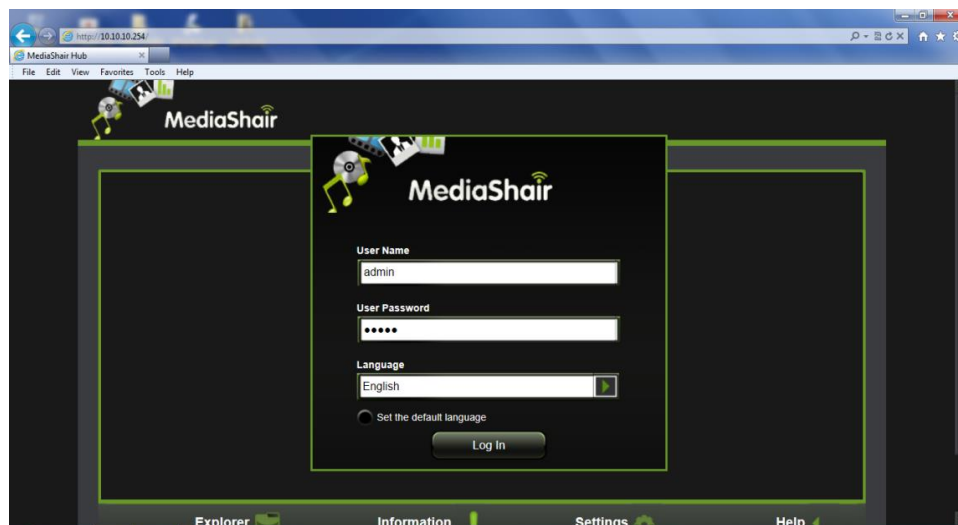 http://10.10.10.254/
MediaShair Hub
File Edit View Favorites Tools Help
MediaShair
MediaShair
User Name
admin
User Password
•••••
Language
English
Set the default language
Log In
Explorer Information Settings Help